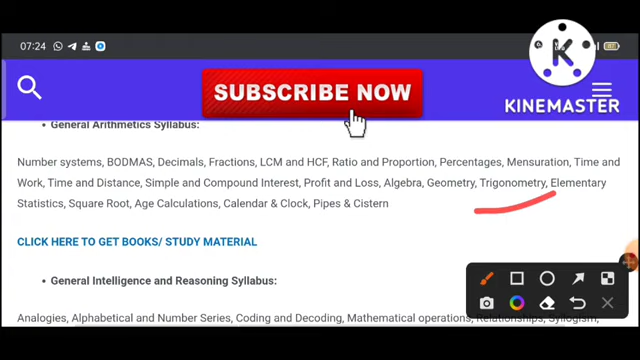 07:24
SUBSCRIBE NOW
KINEMASTER
• General Arithmetics Syllabus:
Number systems, BODMAS, Decimals, Fractions, LCM and HCF, Ratio and Proportion, Percentages, Mensuration, Time and
Work, Time and Distance, Simple and Compound Interest, Profit and Loss, Algebra, Geometry, Trigonometry, Elementary
Statistics, Square Root, Age Calculations, Calendar & Clock, Pipes & Cistern
CLICK HERE TO GET BOOKS/ STUDY MATERIAL
• General Intelligence and Reasoning Syllabus:
Analogies, Alphabetical and Number Series, Coding and Decoding, Mathematical operations, Relationships, Syllogism,